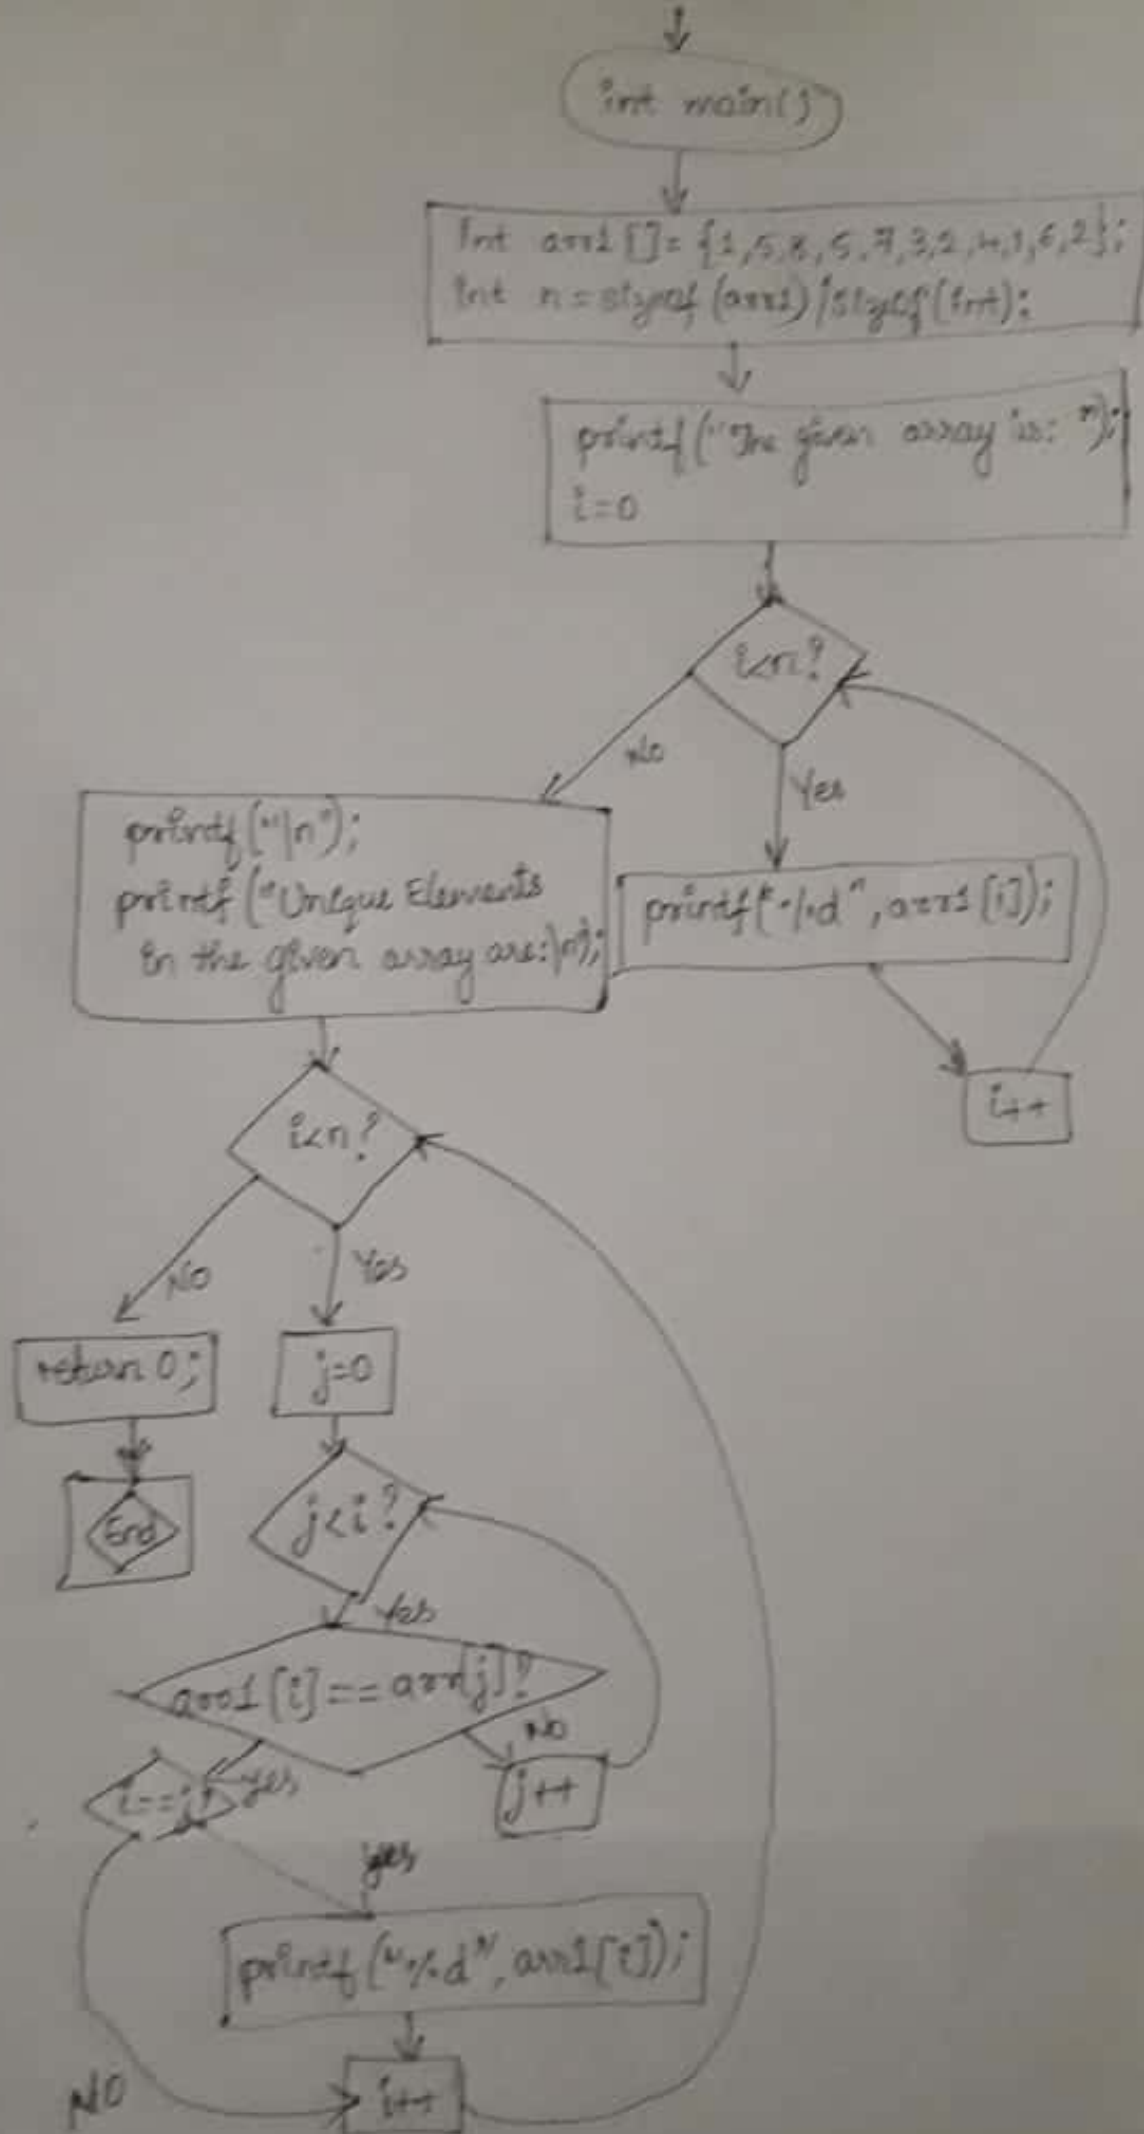 int main()
int arr1[]= {1,5,8,5,7,3,2,4,1,6,2};
int n = sizeof(arr1)/sizeof(int);
printf("The given array is: ");
i=0
i<n?
No
Yes
printf("\n");
printf("Unique Elements
in the given array are:\n");
printf("%d", arr1[i]);
i++
i<n?
No
Yes
return 0;
j=0
End
j<i?
Yes
arr1[i]==arr[j]?
No
Yes
i==j?
j++
yes
printf("%d", arr1[i]);
NO
i++